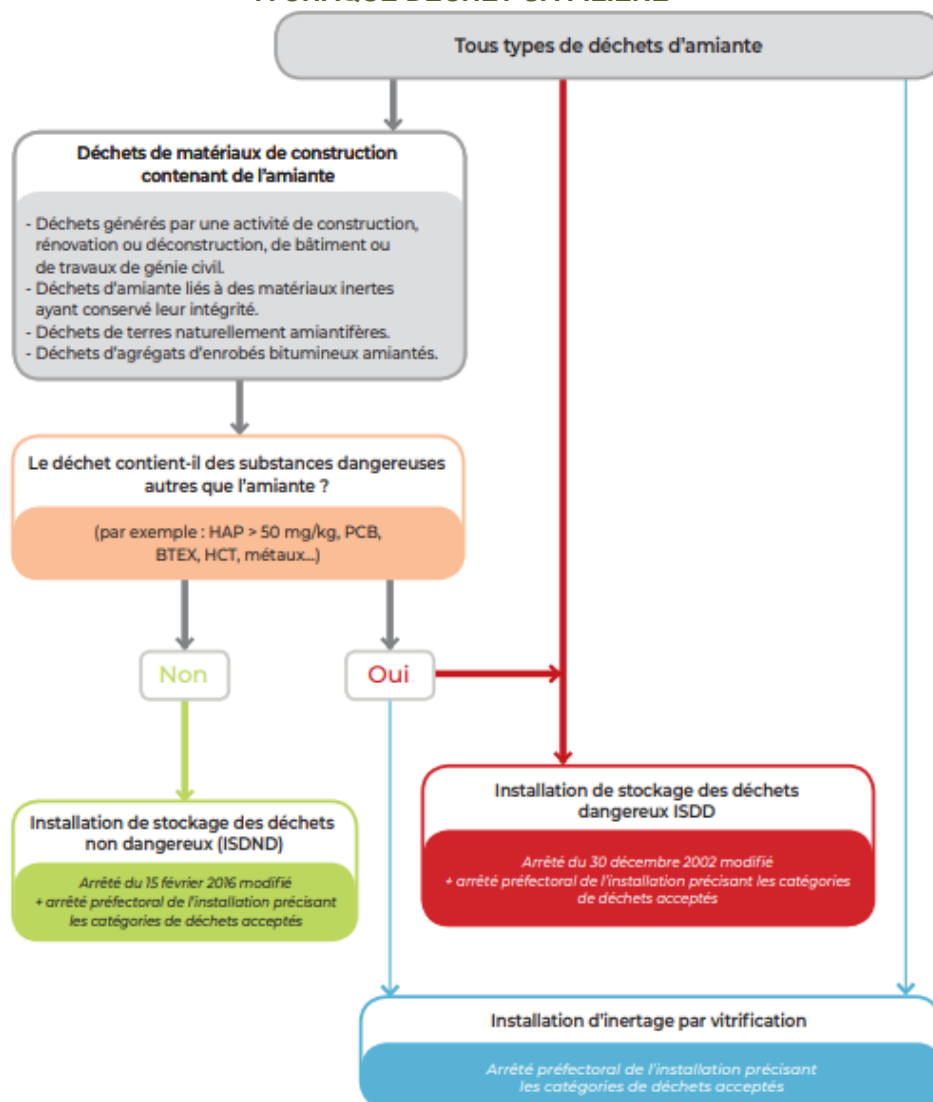 Tous types de déchets d'amiante
Déchets de matériaux de construction
contenant de l'amiante
- Déchets générés par une activité de construction,
rénovation ou déconstruction, de bâtiment ou
de travaux de génie civil.
- Déchets d'amiante liés à des matériaux inertes
ayant conservé leur intégrité.
- Déchets de terres naturellement amiantifères.
- Déchets d'agrégats d'enrobés bitumineux amiantés.
Le déchet contient-il des substances dangereuses
autres que l'amiante ?
(par exemple : HAP > 50 mg/kg, PCB,
BTEX, HCT, métaux...)
Non
Oui
Installation de stockage des déchets
non dangereux (ISDND)
Arrêté du 15 février 2016 modifié
+ arrêté préfectoral de l'installation précisant
les catégories de déchets acceptés
Installation de stockage des déchets
dangereux ISDD
Arrêté du 30 décembre 2002 modifié
+ arrêté préfectoral de l'installation précisant les catégories
de déchets acceptés
Installation d'inertage par vitrification
Arrêté préfectoral de l'installation précisant
les catégories de déchets acceptés